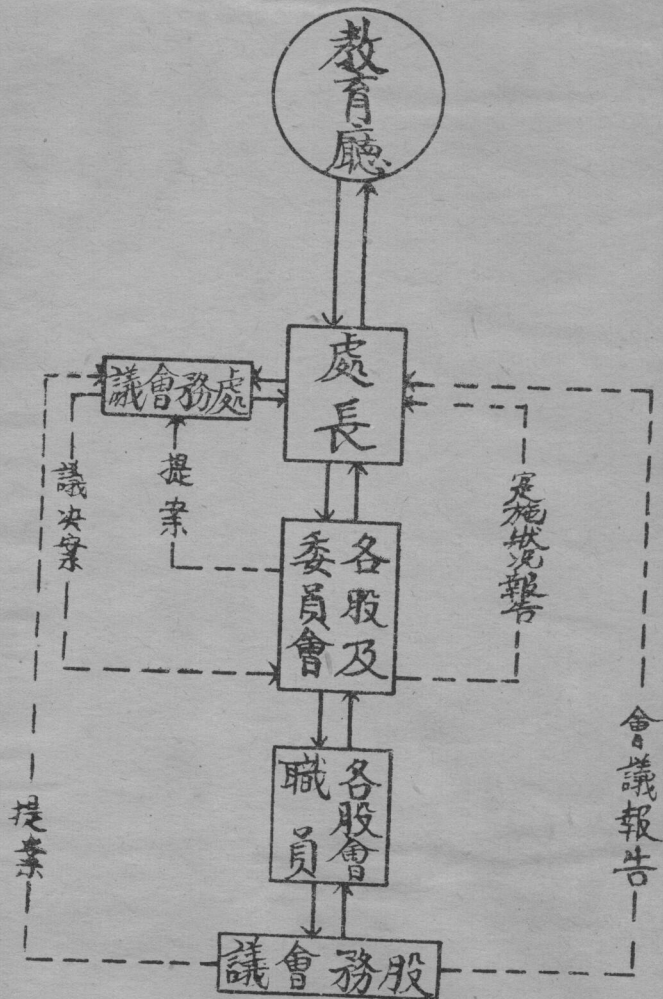 教育廳
處長
處務會議
提案
議決案
實施狀況報告
各股及
委員會
會議報告
各股會
職員
提案
股務會議